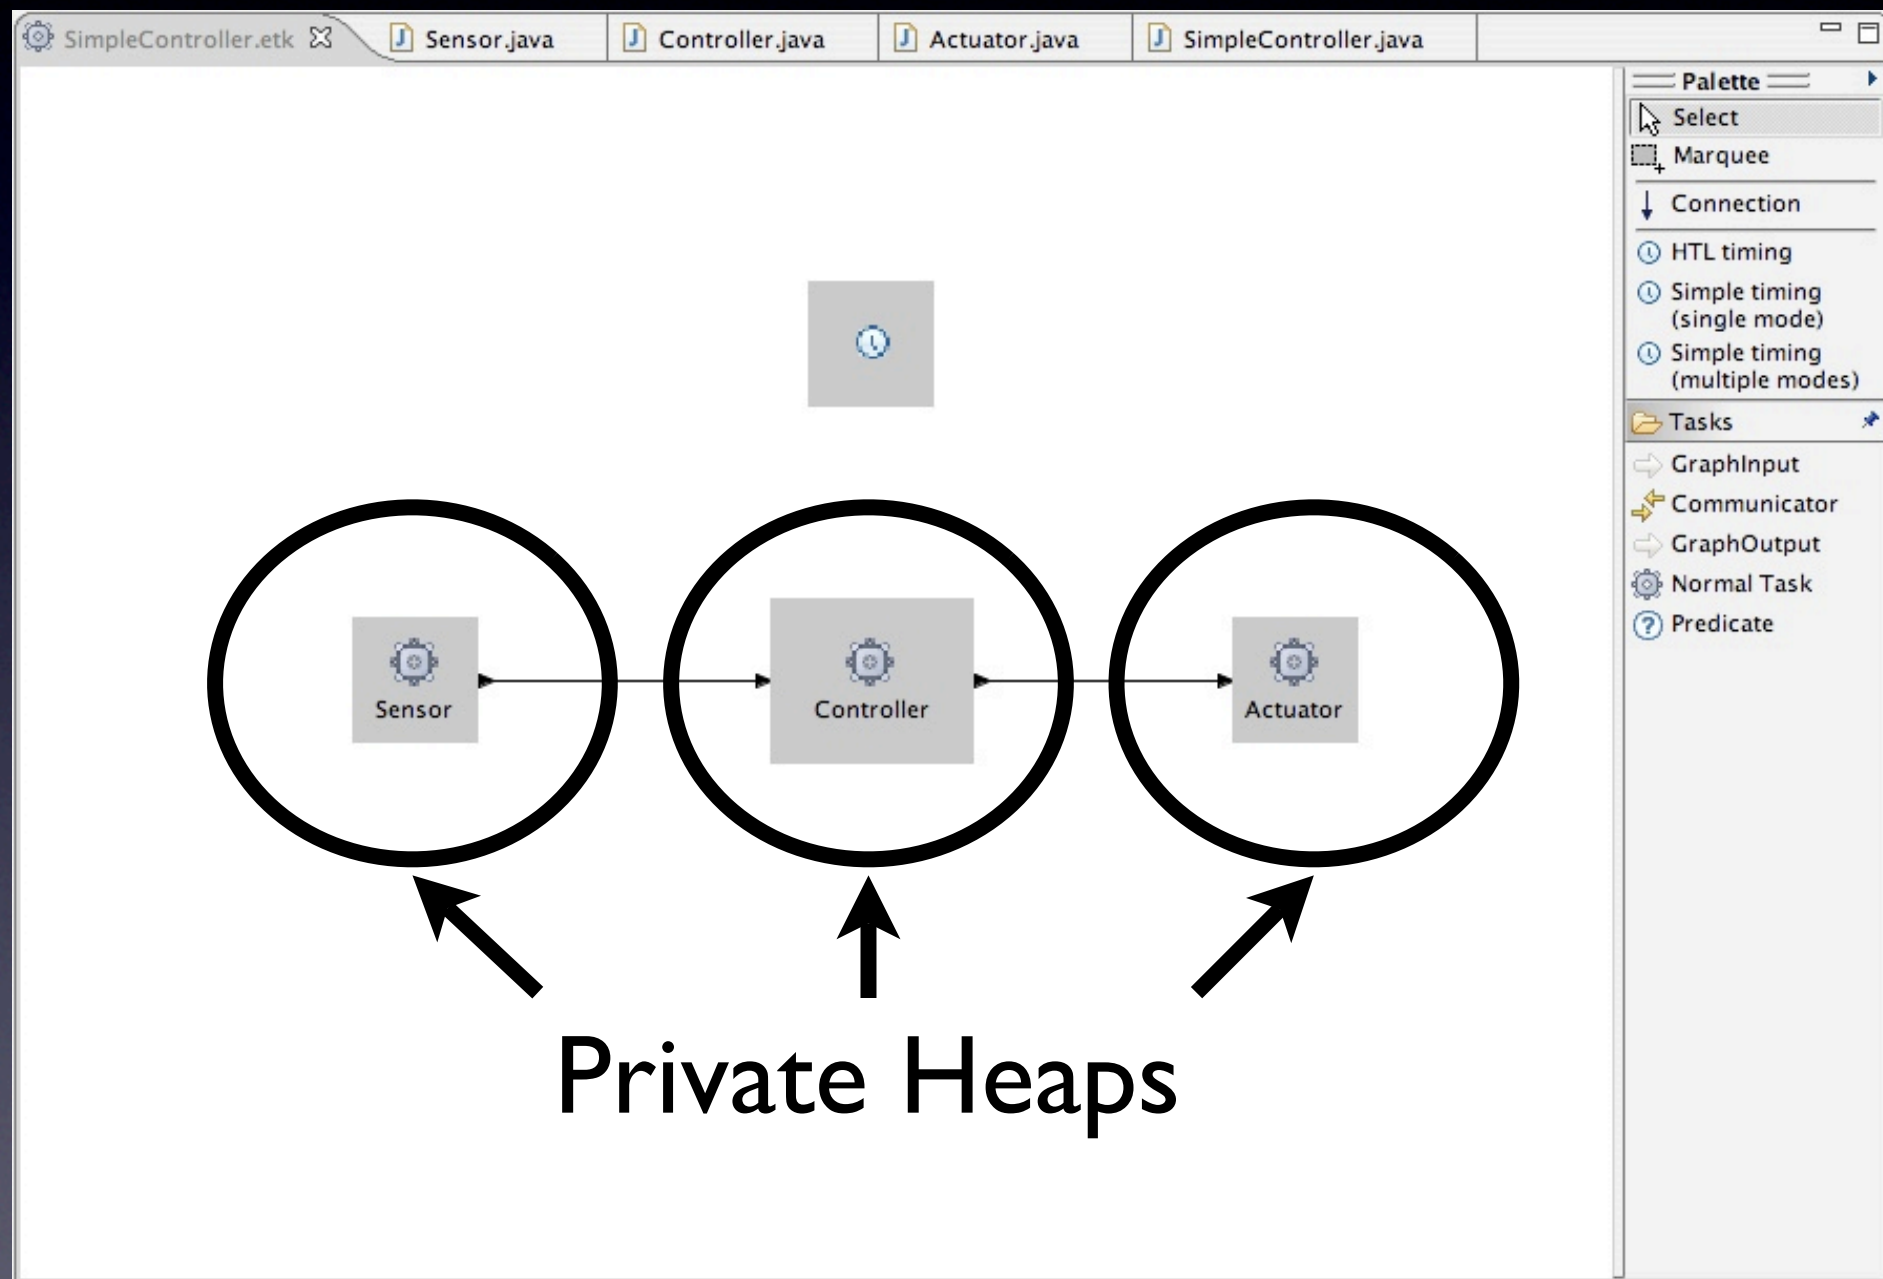 SimpleController.etk Sensor.java Controller.java Actuator.java SimpleController.java
Palette
Select
Marquee
Connection
HTL timing
Simple timing
(single mode)
Simple timing
(multiple modes)
Tasks
GraphInput
Communicator
GraphOutput
Normal Task
Predicate
Sensor Controller Actuator
Private Heaps